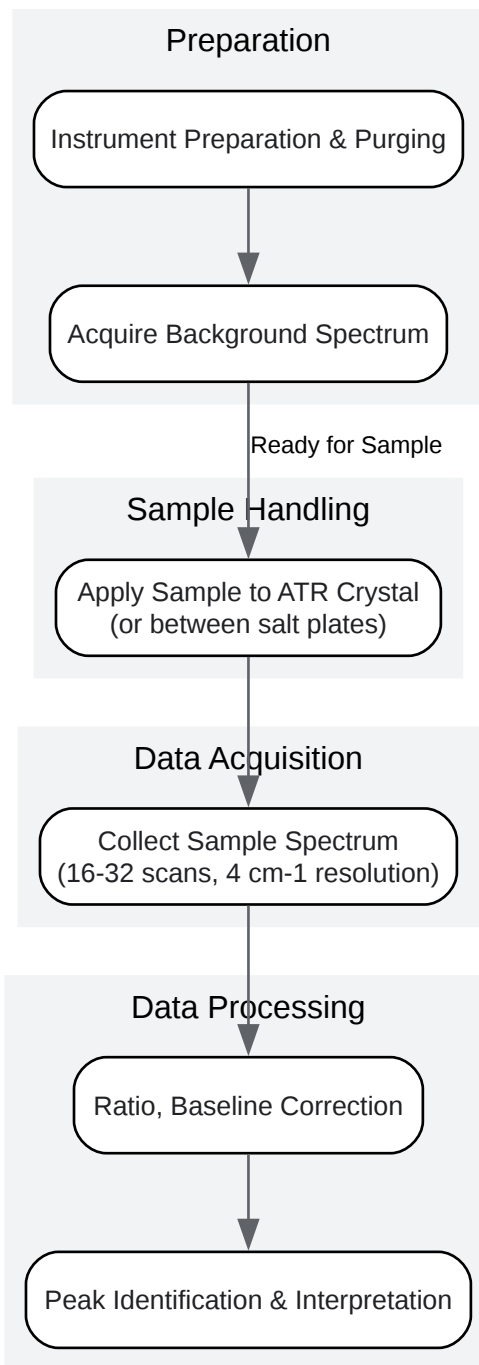 Preparation
Instrument Preparation & Purging
Acquire Background Spectrum
Ready for Sample
Sample Handling
Apply Sample to ATR Crystal
(or between salt plates)
Data Acquisition
Collect Sample Spectrum
(16-32 scans, 4 cm-1 resolution)
Data Processing
Ratio, Baseline Correction
Peak Identification & Interpretation